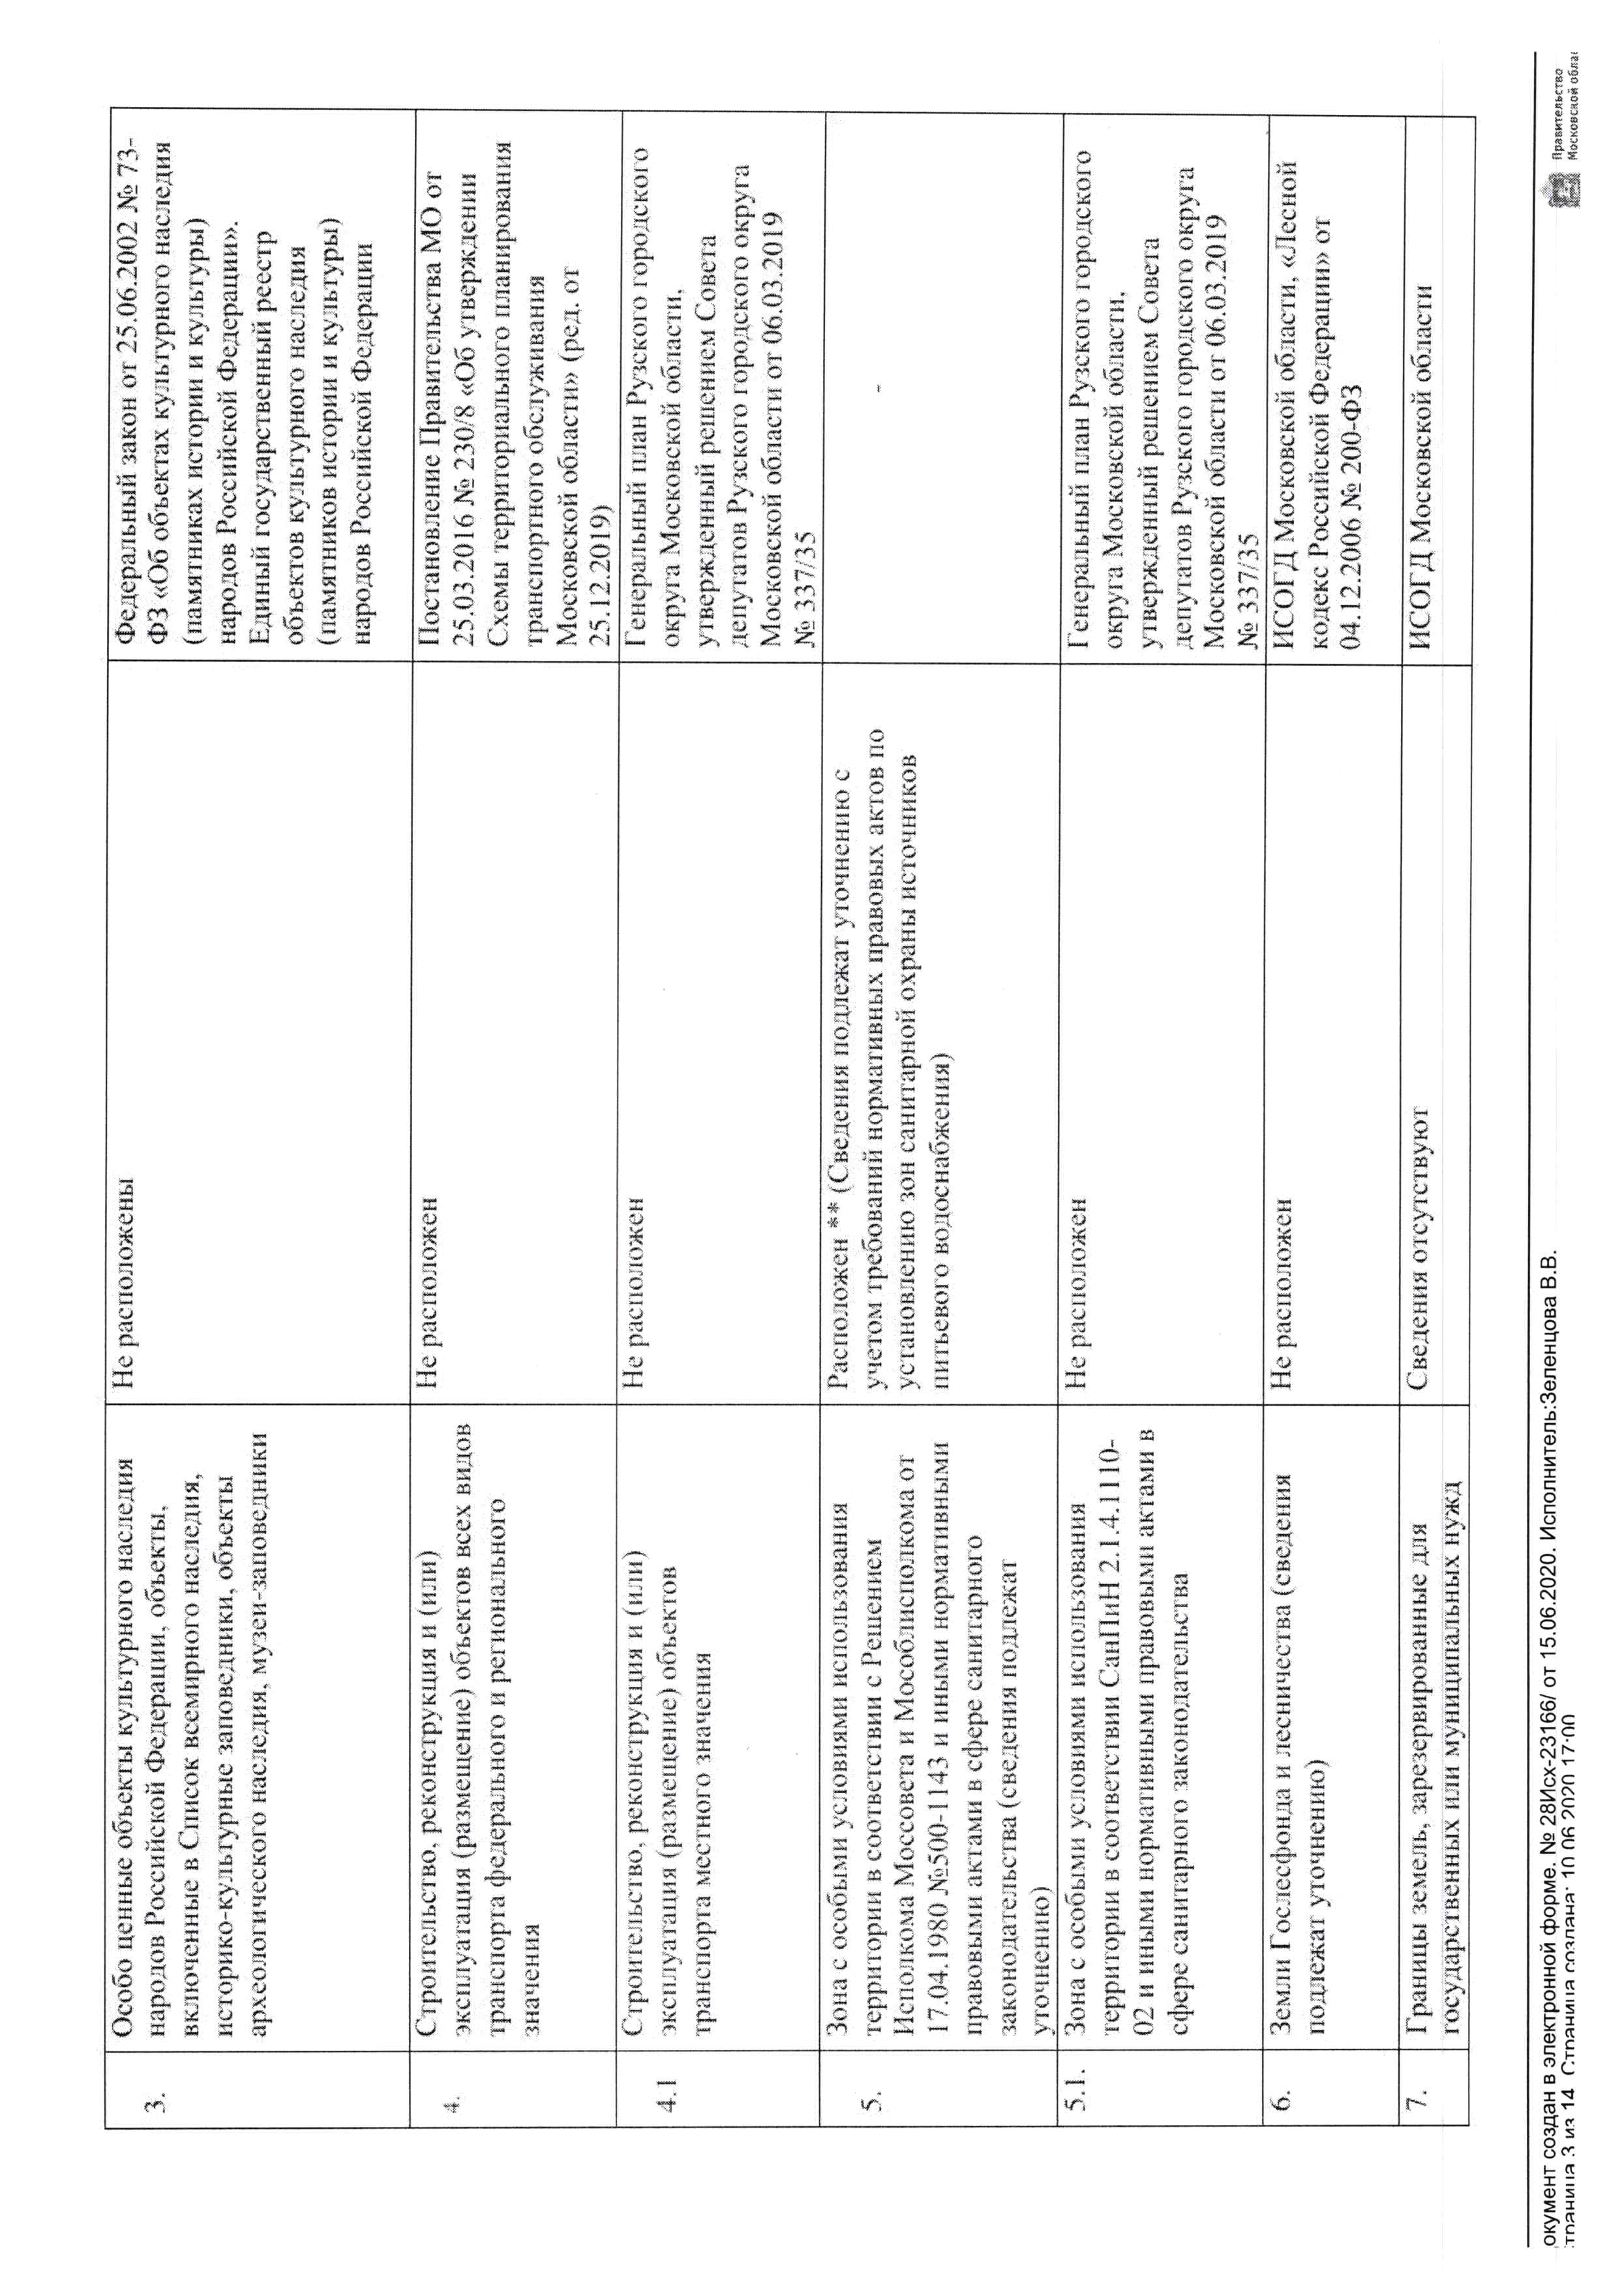 3.
Особо ценные объекты культурного наследия
народов Российской Федерации, объекты,
включенные в Список всемирного наследия,
историко-культурные заповедники, объекты
археологического наследия, музеи-заповедники
Не расположены
Федеральный закон от 25.06.2002 № 73-
ФЗ «Об объектах культурного наследия
(памятниках истории и культуры)
народов Российской Федерации».
Единый государственный реестр
объектов культурного наследия
(памятников истории и культуры)
народов Российской Федерации
4.
Строительство, реконструкция и (или)
эксплуатация (размещение) объектов всех видов
транспорта федерального и регионального
значения
Не расположен
Постановление Правительства МО от
25.03.2016 № 230/8 «Об утверждении
Схемы территориального планирования
транспортного обслуживания
Московской области» (ред. от
25.12.2019)
4.1
Строительство, реконструкция и (или)
эксплуатация (размещение) объектов
транспорта местного значения
Не расположен
Генеральный план Рузского городского
округа Московской области,
утвержденный решением Совета
депутатов Рузского городского округа
Московской области от 06.03.2019
№ 337/35
5.
Зона с особыми условиями использования
территории в соответствии с Решением
Исполкома Моссовета и Мособлисполкома от
17.04.1980 №500-1143 и иными нормативными
правовыми актами в сфере санитарного
законодательства (сведения подлежат
уточнению)
Расположен ** (Сведения подлежат уточнению с
учетом требований нормативных правовых актов по
установлению зон санитарной охраны источников
питьевого водоснабжения)
-
5.1.
Зона с особыми условиями использования
территории в соответствии СанПиН 2.1.4.1110-
02 и иными нормативными правовыми актами в
сфере санитарного законодательства
Не расположен
Генеральный план Рузского городского
округа Московской области,
утвержденный решением Совета
депутатов Рузского городского округа
Московской области от 06.03.2019
№ 337/35
6.
Земли Гослесфонда и лесничества (сведения
подлежат уточнению)
Не расположен
ИСОГД Московской области, «Лесной
кодекс Российской Федерации» от
04.12.2006 № 200-ФЗ
7.
Границы земель, зарезервированные для
государственных или муниципальных нужд
Сведения отсутствуют
ИСОГД Московской области
окумент создан в электронной форме. № 28Исх-23166/ от 15.06.2020. Исполнитель:Зеленцова В.В.
траница 3 из 14. Страница создана: 10.06.2020 17:00
Правительство
Московской облас